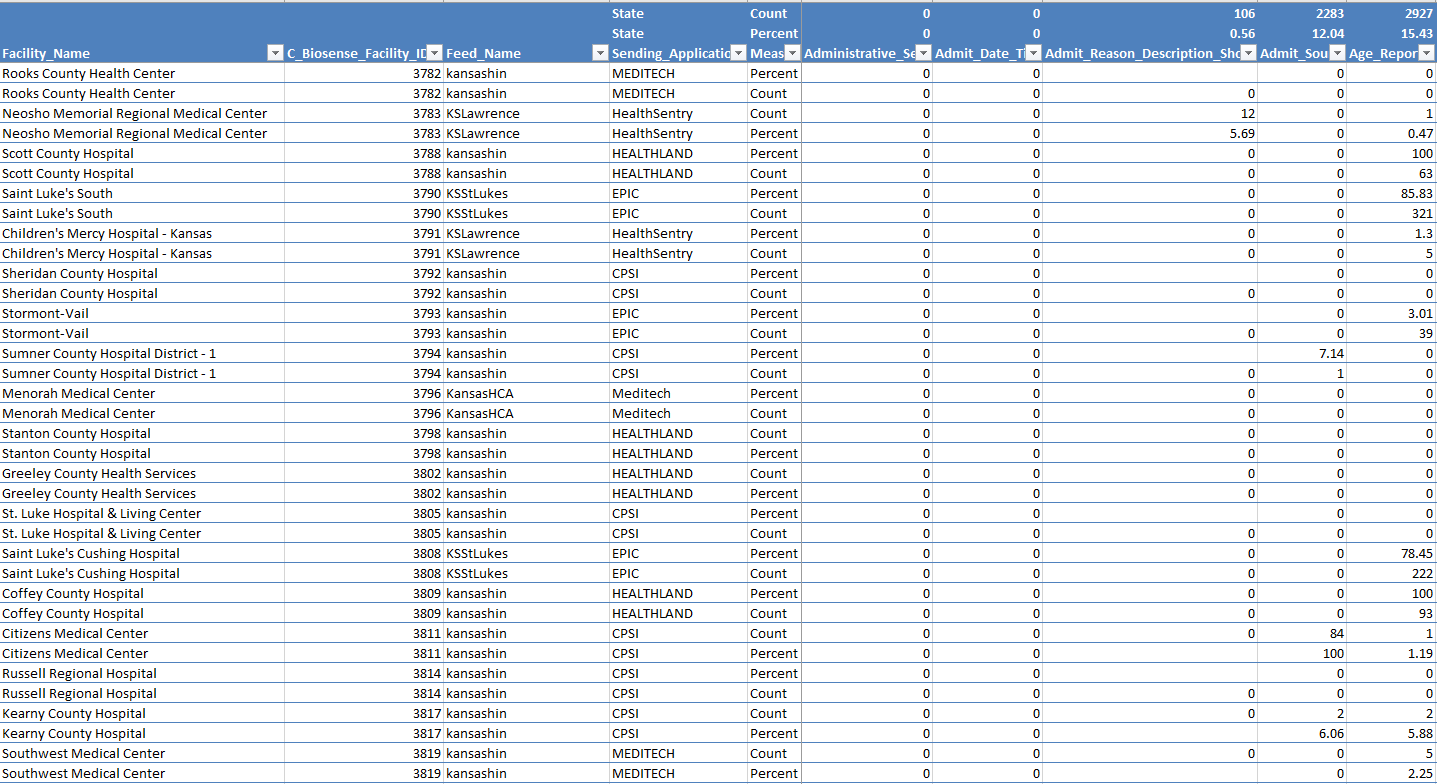 State Count 0 0 106 2283 2927
State Percent 0 0 0.56 12.04 15.43
Facility_Name C_Biosense_Facility_ID Feed_Name Sending_Applicatio Meas Administrative_Se Admit_Date_Ti Admit_Reason_Description_Sho Admit_Sou Age_Repor
Rooks County Health Center 3782 kansashin MEDITECH Percent 0 0 0 0
Rooks County Health Center 3782 kansashin MEDITECH Count 0 0 0 0 0
Neosho Memorial Regional Medical Center 3783 KSLawrence HealthSentry Count 0 0 12 0 1
Neosho Memorial Regional Medical Center 3783 KSLawrence HealthSentry Percent 0 0 5.69 0 0.47
Scott County Hospital 3788 kansashin HEALTHLAND Percent 0 0 0 0 100
Scott County Hospital 3788 kansashin HEALTHLAND Count 0 0 0 0 63
Saint Luke's South 3790 KSStLukes EPIC Percent 0 0 0 0 85.83
Saint Luke's South 3790 KSStLukes EPIC Count 0 0 0 0 321
Children's Mercy Hospital - Kansas 3791 KSLawrence HealthSentry Percent 0 0 0 0 1.3
Children's Mercy Hospital - Kansas 3791 KSLawrence HealthSentry Count 0 0 0 0 5
Sheridan County Hospital 3792 kansashin CPSI Percent 0 0 0 0
Sheridan County Hospital 3792 kansashin CPSI Count 0 0 0 0 0
Stormont-Vail 3793 kansashin EPIC Percent 0 0 0 3.01
Stormont-Vail 3793 kansashin EPIC Count 0 0 0 0 39
Sumner County Hospital District - 1 3794 kansashin CPSI Percent 0 0 7.14 0
Sumner County Hospital District - 1 3794 kansashin CPSI Count 0 0 0 1 0
Menorah Medical Center 3796 KansasHCA Meditech Percent 0 0 0 0 0
Menorah Medical Center 3796 KansasHCA Meditech Count 0 0 0 0 0
Stanton County Hospital 3798 kansashin HEALTHLAND Count 0 0 0 0 0
Stanton County Hospital 3798 kansashin HEALTHLAND Percent 0 0 0 0 0
Greeley County Health Services 3802 kansashin HEALTHLAND Count 0 0 0 0 0
Greeley County Health Services 3802 kansashin HEALTHLAND Percent 0 0 0 0 0
St. Luke Hospital & Living Center 3805 kansashin CPSI Percent 0 0 0 0
St. Luke Hospital & Living Center 3805 kansashin CPSI Count 0 0 0 0 0
Saint Luke's Cushing Hospital 3808 KSStLukes EPIC Percent 0 0 0 0 78.45
Saint Luke's Cushing Hospital 3808 KSStLukes EPIC Count 0 0 0 0 222
Coffey County Hospital 3809 kansashin HEALTHLAND Percent 0 0 0 0 100
Coffey County Hospital 3809 kansashin HEALTHLAND Count 0 0 0 0 93
Citizens Medical Center 3811 kansashin CPSI Count 0 0 0 84 1
Citizens Medical Center 3811 kansashin CPSI Percent 0 0 100 1.19
Russell Regional Hospital 3814 kansashin CPSI Percent 0 0 0 0
Russell Regional Hospital 3814 kansashin CPSI Count 0 0 0 0 0
Kearny County Hospital 3817 kansashin CPSI Count 0 0 0 2 2
Kearny County Hospital 3817 kansashin CPSI Percent 0 0 6.06 5.88
Southwest Medical Center 3819 kansashin MEDITECH Count 0 0 0 0 5
Southwest Medical Center 3819 kansashin MEDITECH Percent 0 0 0 2.25